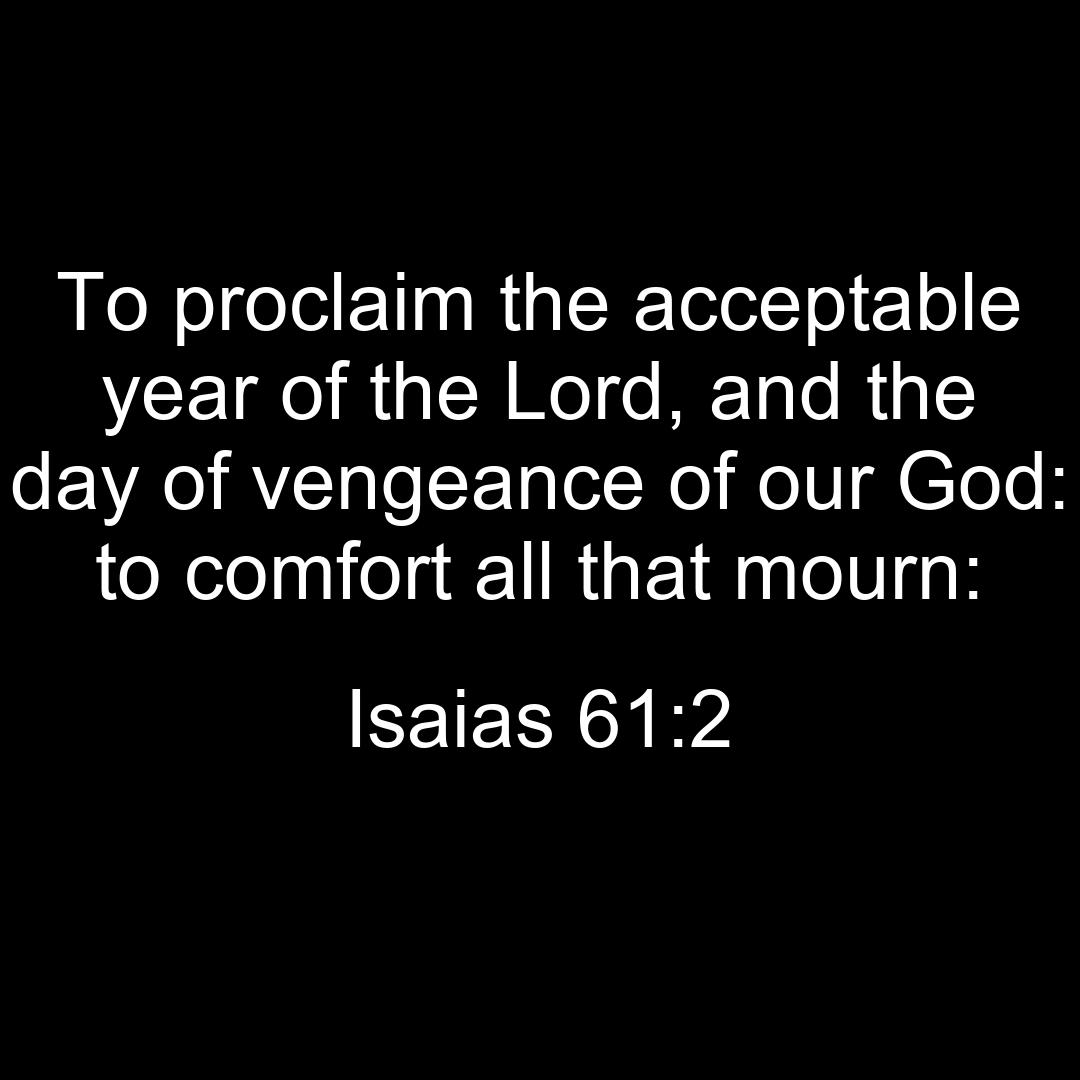 To proclaim the acceptable
year of the Lord, and the
day of vengeance of our God:
to comfort all that mourn:
Isaias 61:2